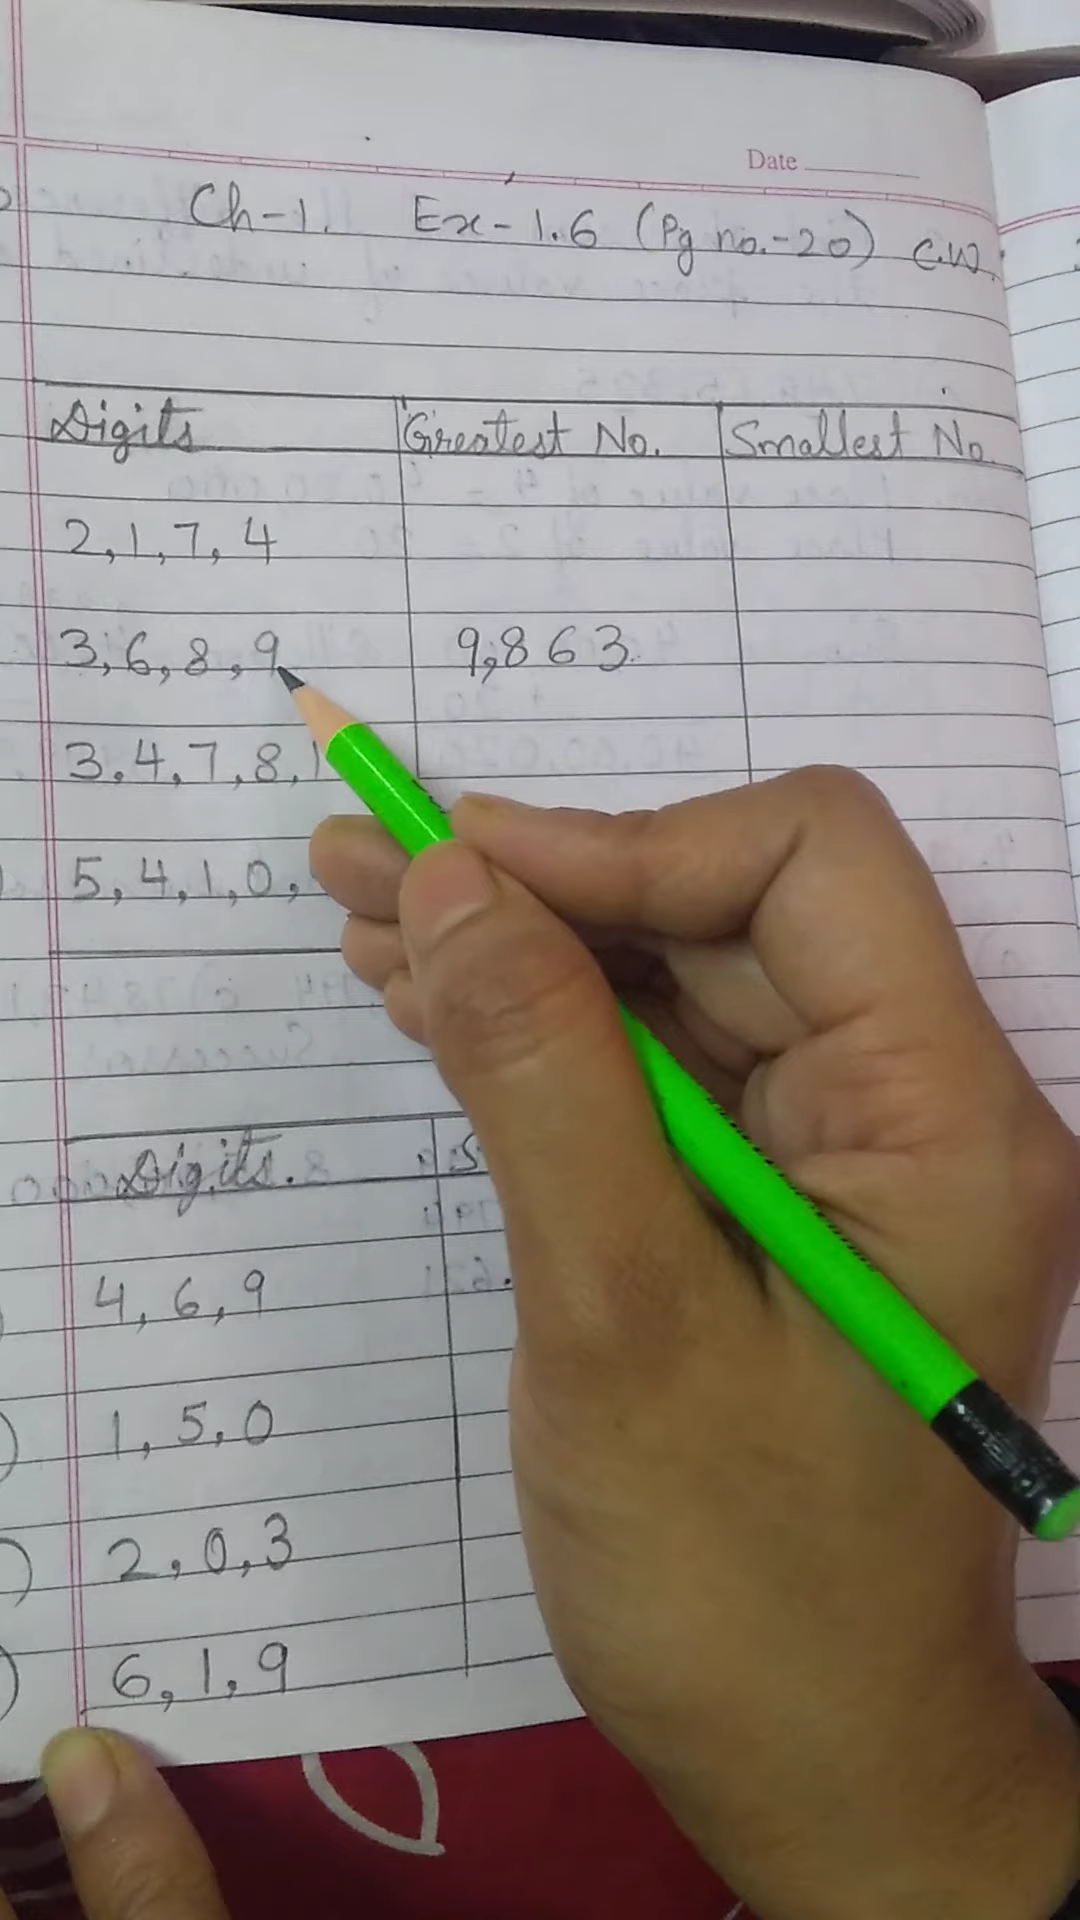 Date
Ch-1. Ex-1.6 (Pg no.-20) C.W.
Digits Greatest No. Smallest No.
2,1,7,4
3,6,8,9 9,863
3,4,7,8,1
5,4,1,0,
Digits. S
4,6,9
1,5,0
2,0,3
6,1,9